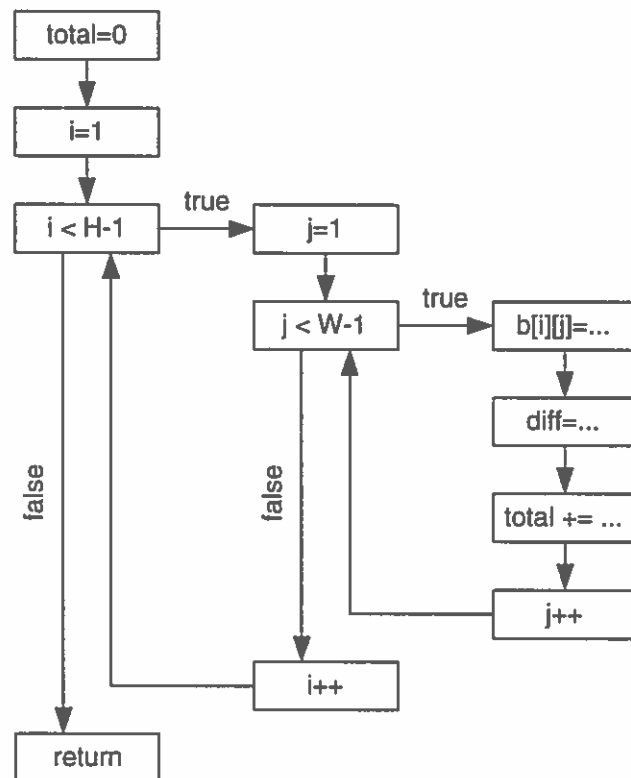 total=0
i=1
i < H-1
true
j=1
j < W-1
true
b[i][j]=...
diff=...
total += ...
j++
false
i++
false
return